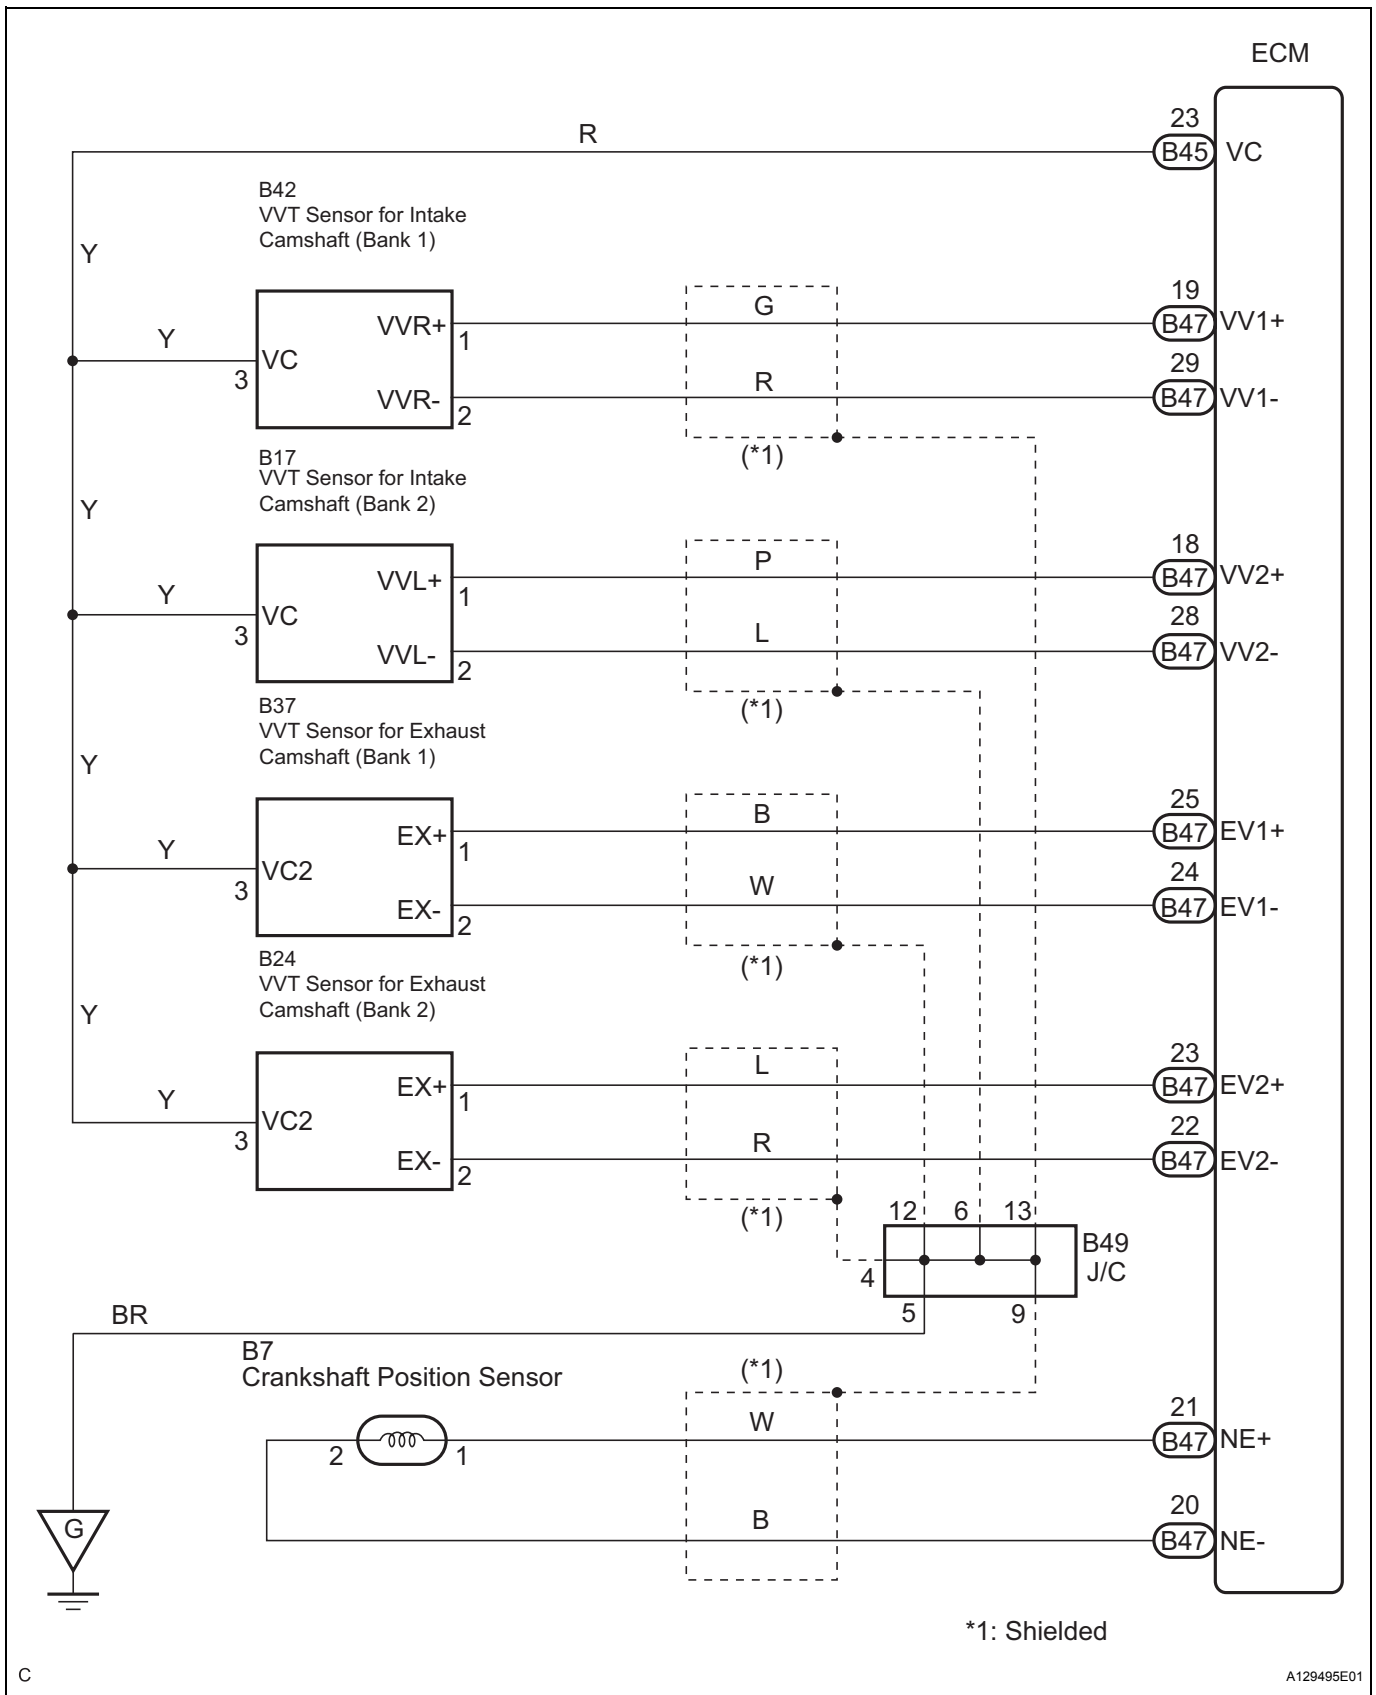 ECM
R
23
B45
VC
B42
VVT Sensor for Intake
Camshaft (Bank 1)
Y
Y
VC
3
VVR+
1
VVR-
2
G
R
(*1)
19
B47
VV1+
29
B47
VV1-
B17
VVT Sensor for Intake
Camshaft (Bank 2)
Y
Y
VC
3
VVL+
1
VVL-
2
P
L
(*1)
18
B47
VV2+
28
B47
VV2-
B37
VVT Sensor for Exhaust
Camshaft (Bank 1)
Y
Y
VC2
3
EX+
1
EX-
2
B
W
(*1)
25
B47
EV1+
24
B47
EV1-
B24
VVT Sensor for Exhaust
Camshaft (Bank 2)
Y
Y
VC2
3
EX+
1
EX-
2
L
R
(*1)
23
B47
EV2+
22
B47
EV2-
12
6
13
B49
J/C
4
5
9
BR
B7
Crankshaft Position Sensor
(*1)
2
1
W
B
21
B47
NE+
20
B47
NE-
G
*1: Shielded
C
A129495E01